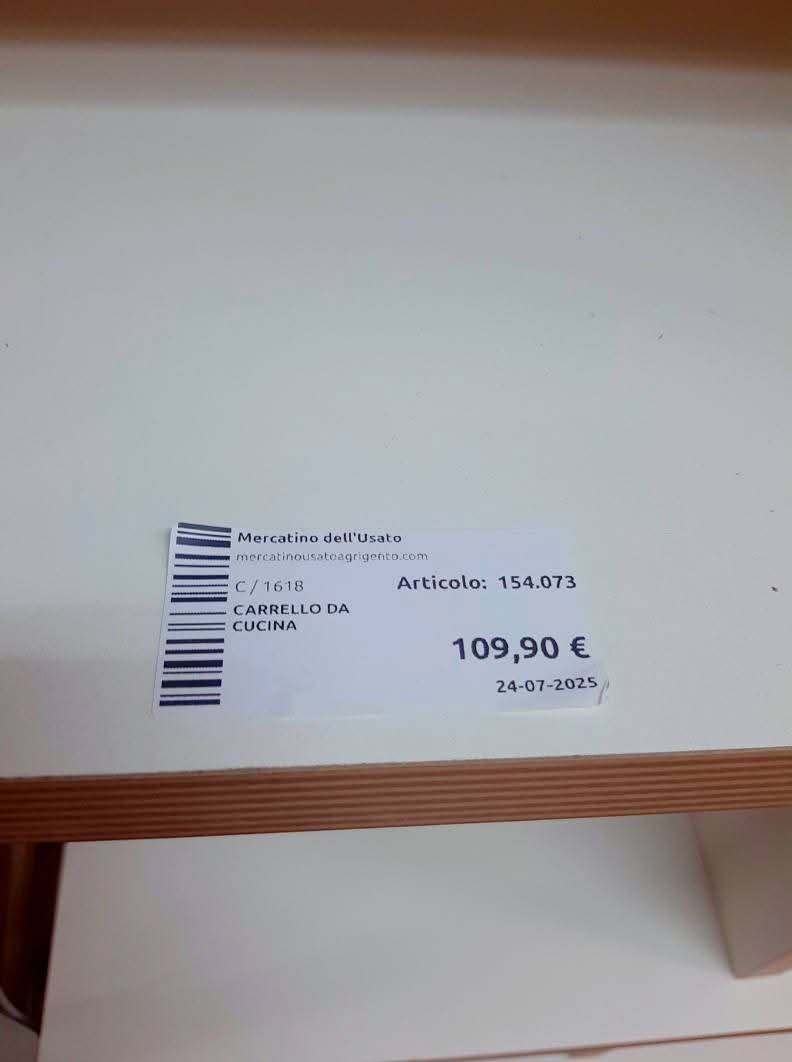 Mercatino dell'Usato
mercatinousatoagrigento.com
C / 1618 Articolo: 154.073
CARRELLO DA
CUCINA
109,90 €
24-07-2025